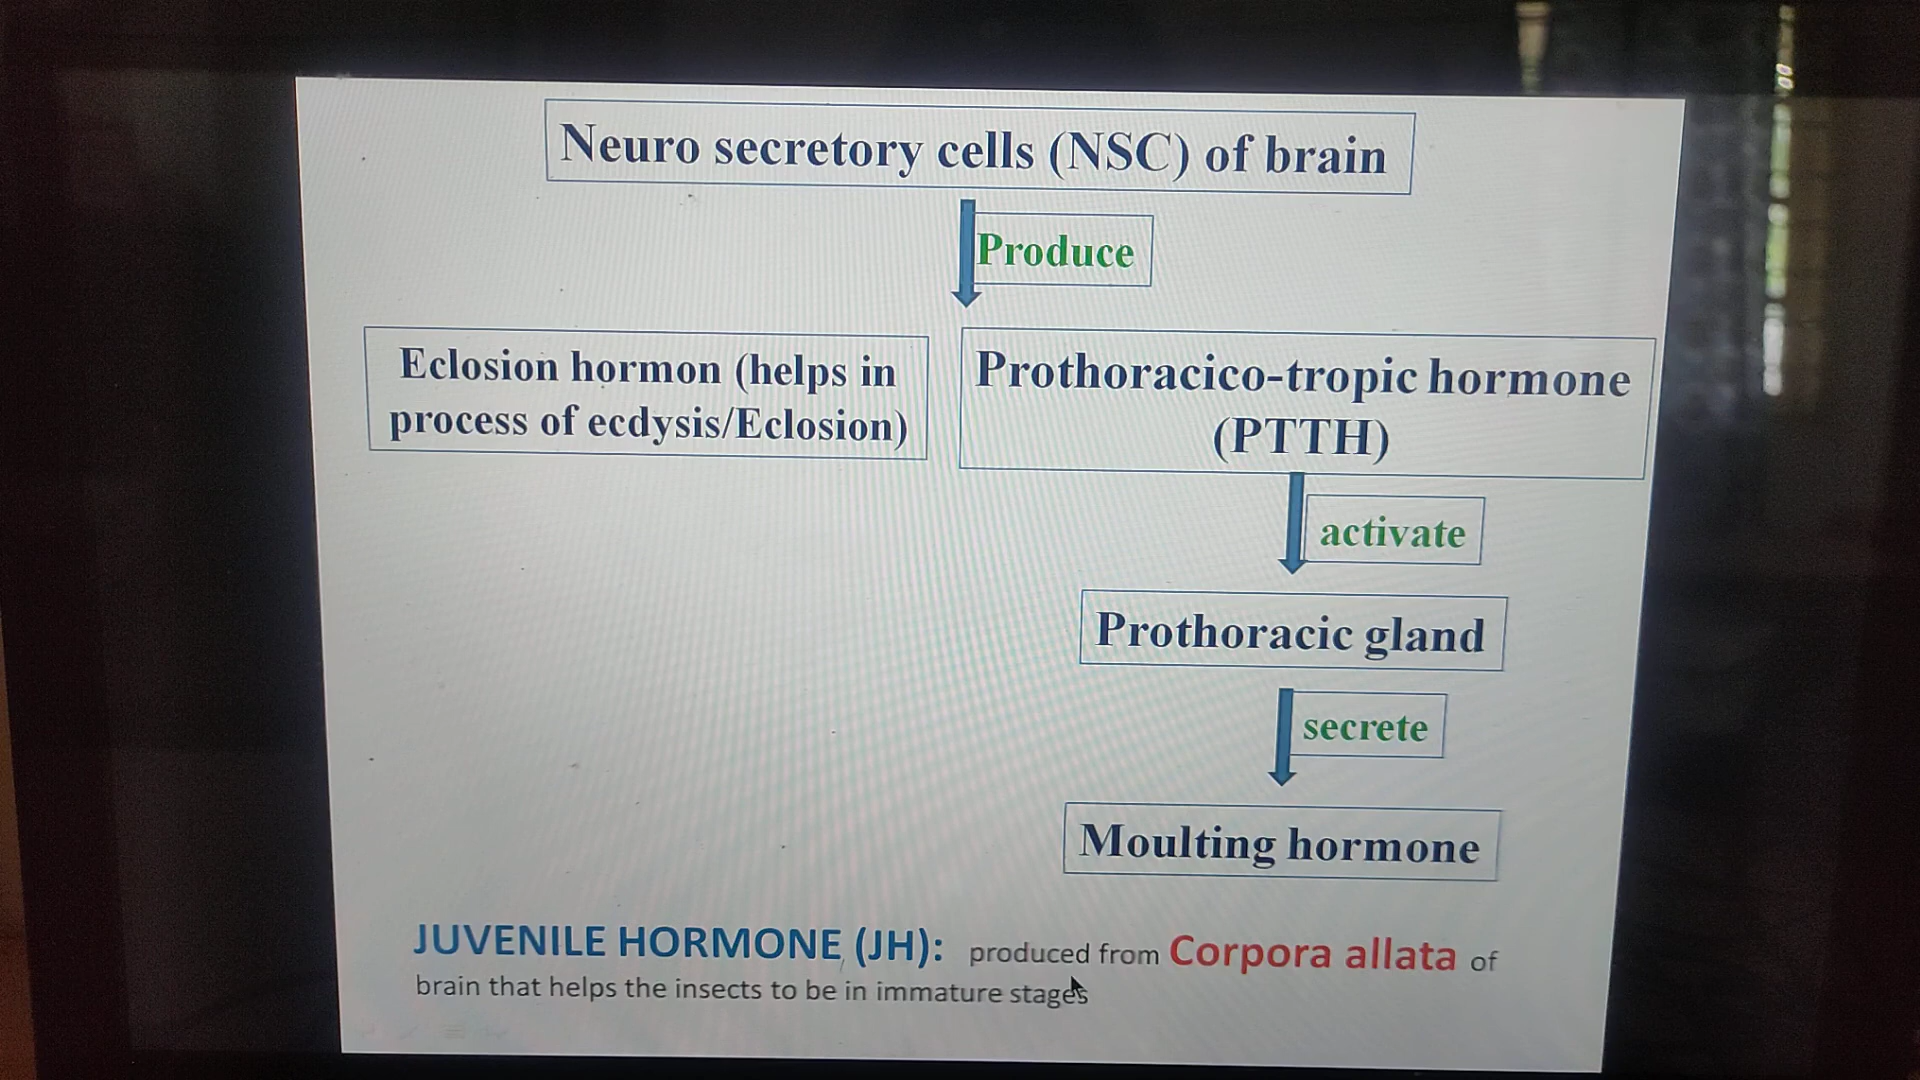 Neuro secretory cells (NSC) of brain
Produce
Eclosion hormon (helps in
process of ecdysis/Eclosion)
Prothoracico-tropic hormone
(PTTH)
activate
Prothoracic gland
secrete
Moulting hormone
JUVENILE HORMONE (JH): produced from Corpora allata of
brain that helps the insects to be in immature stages